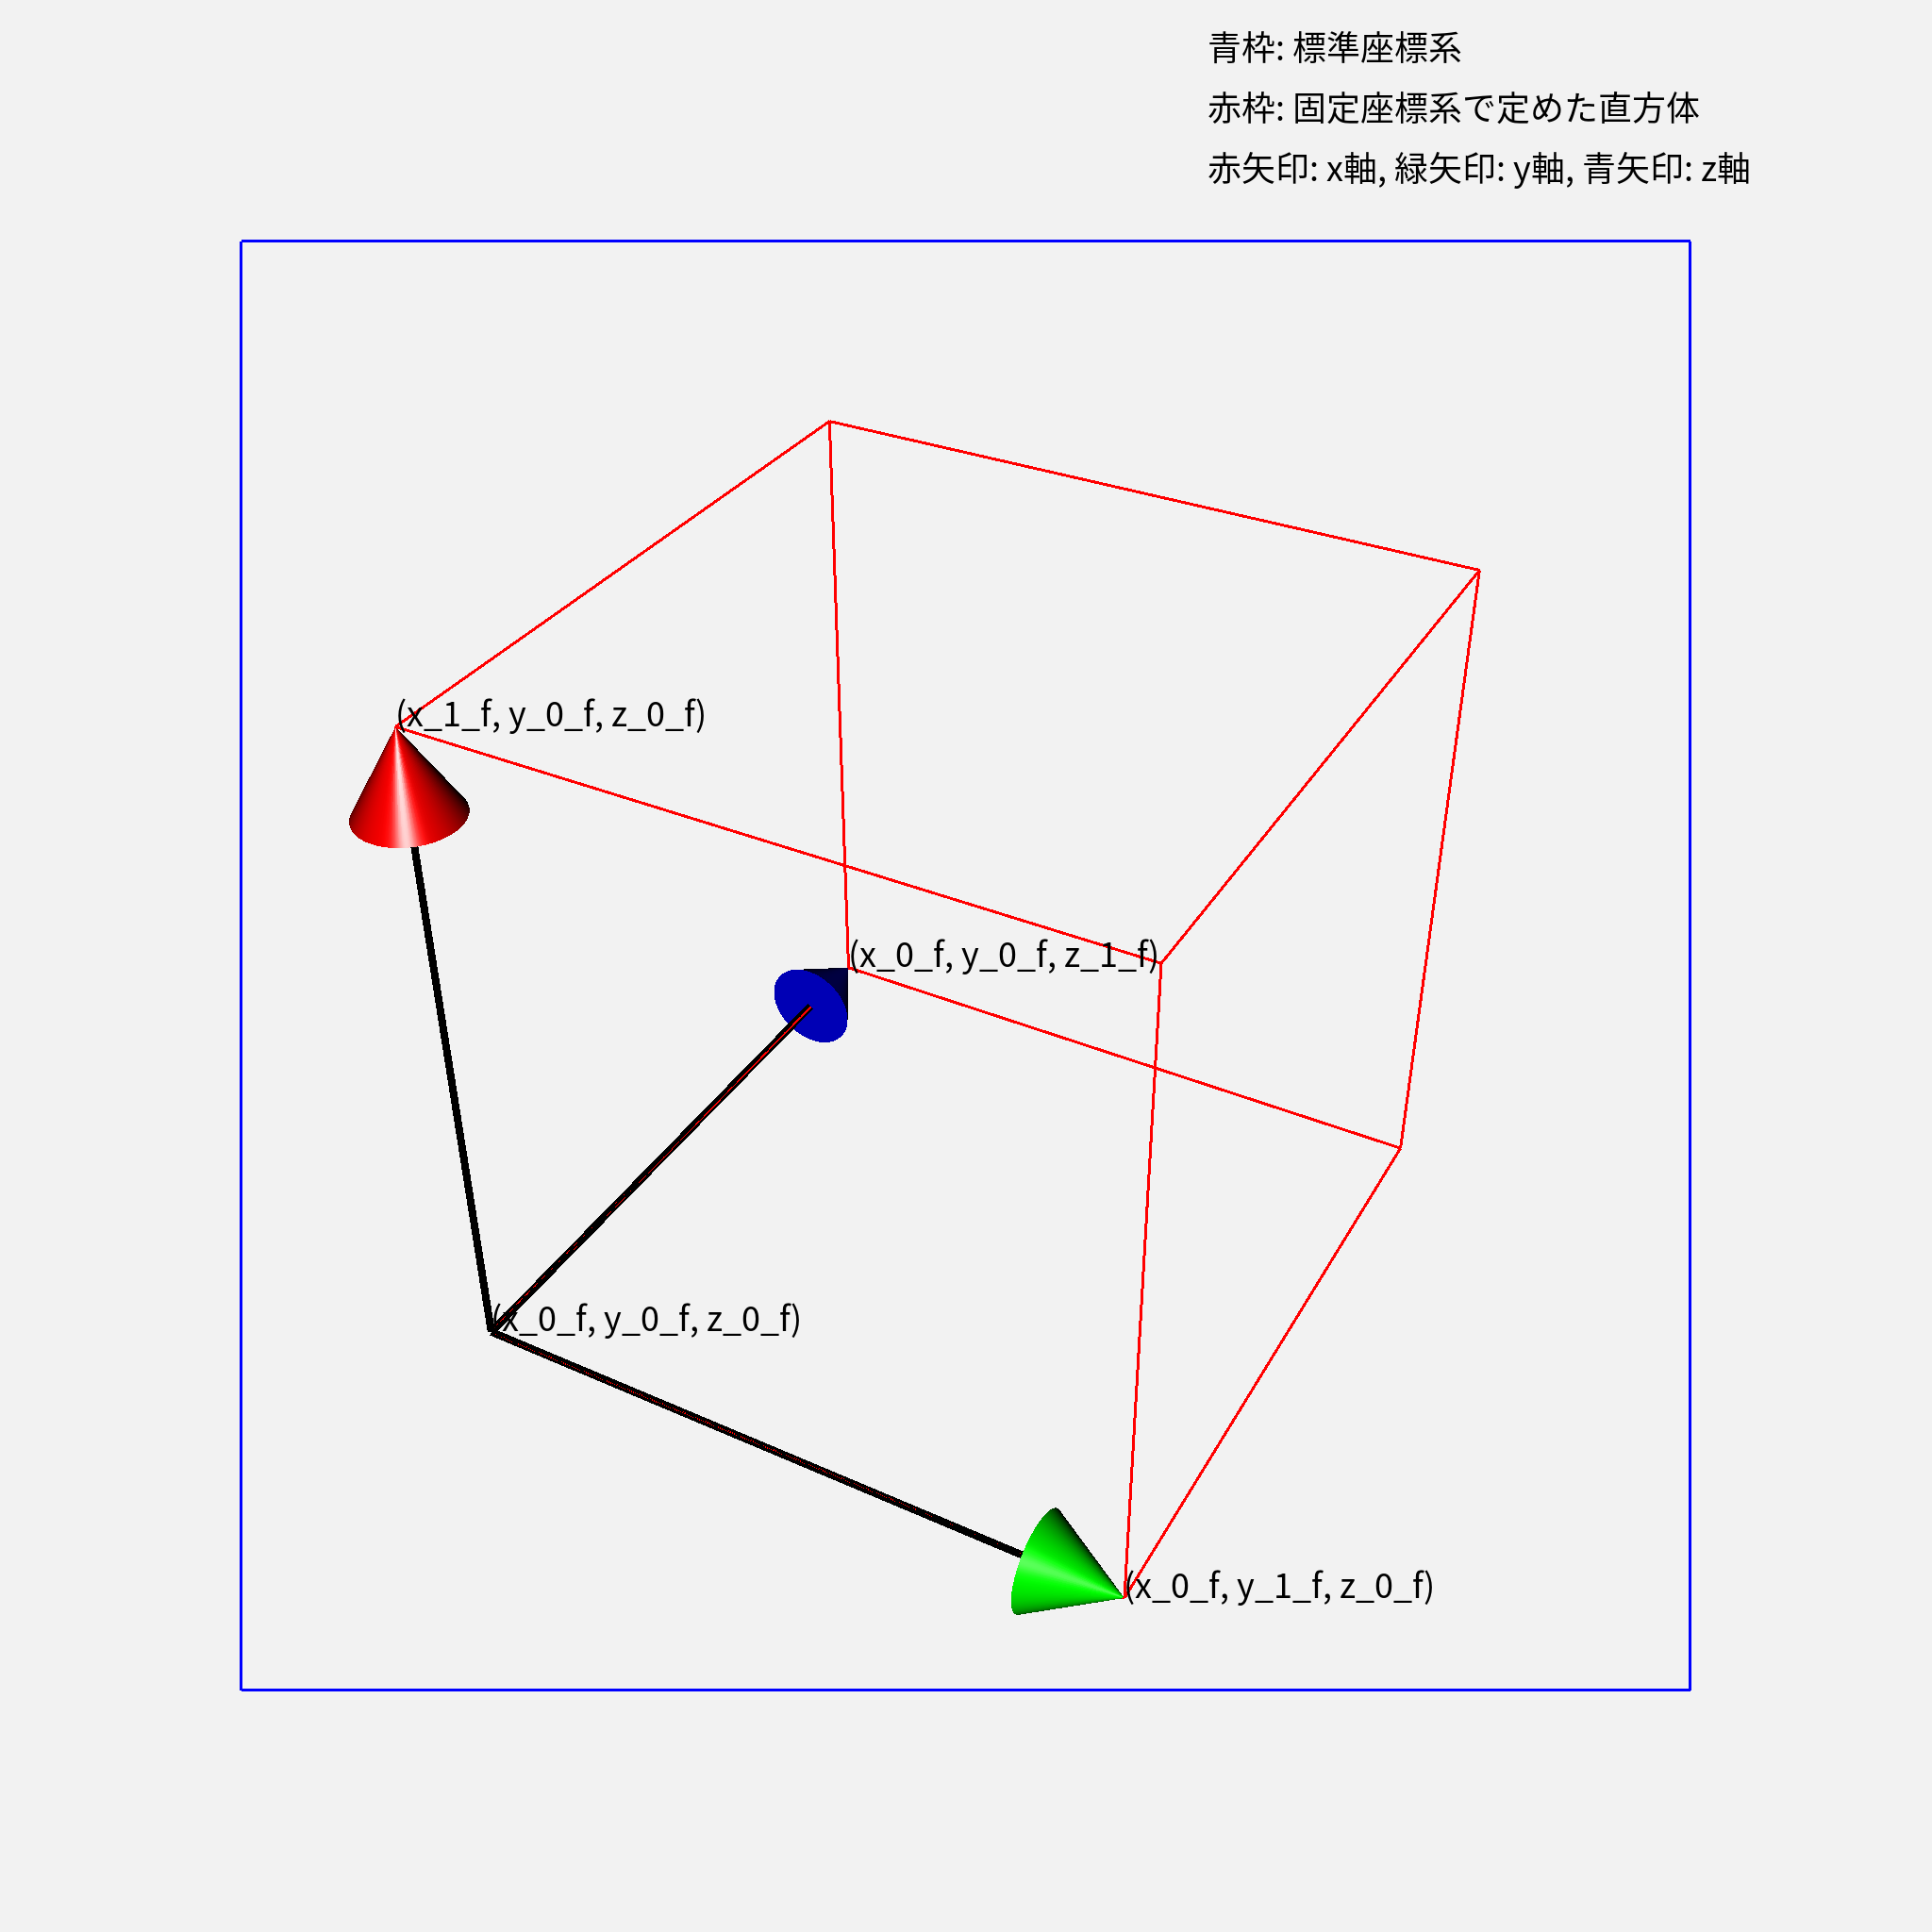 青枠: 標準座標系
赤枠: 固定座標系で定めた直方体
赤矢印: x軸, 緑矢印: y軸, 青矢印: z軸
(x_1_f, y_0_f, z_0_f)
(x_0_f, y_0_f, z_1_f)
(x_0_f, y_0_f, z_0_f)
(x_0_f, y_1_f, z_0_f)